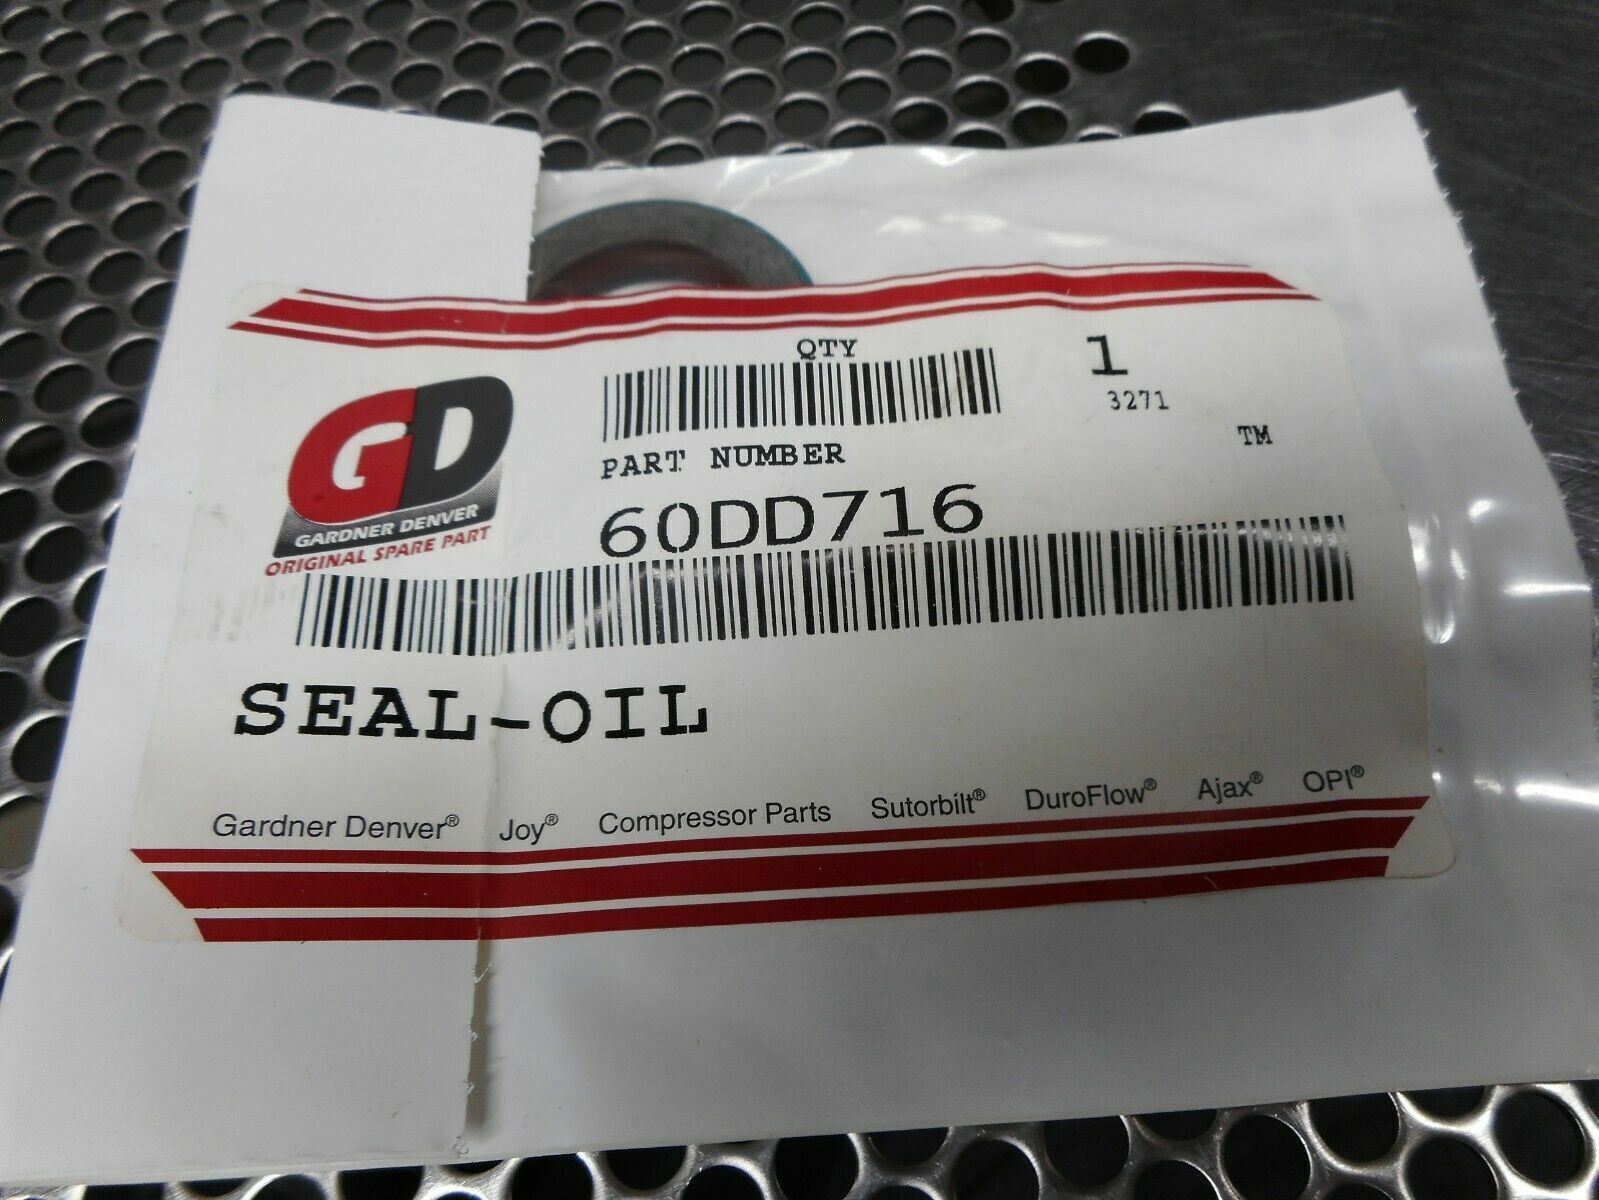 QTY 1
3271
TM
PART NUMBER
60DD716
GD
GARDNER DENVER
ORIGINAL SPARE PART
SEAL-OIL
Gardner Denver® Joy® Compressor Parts Sutorbilt® DuroFlow® Ajax® OPI®